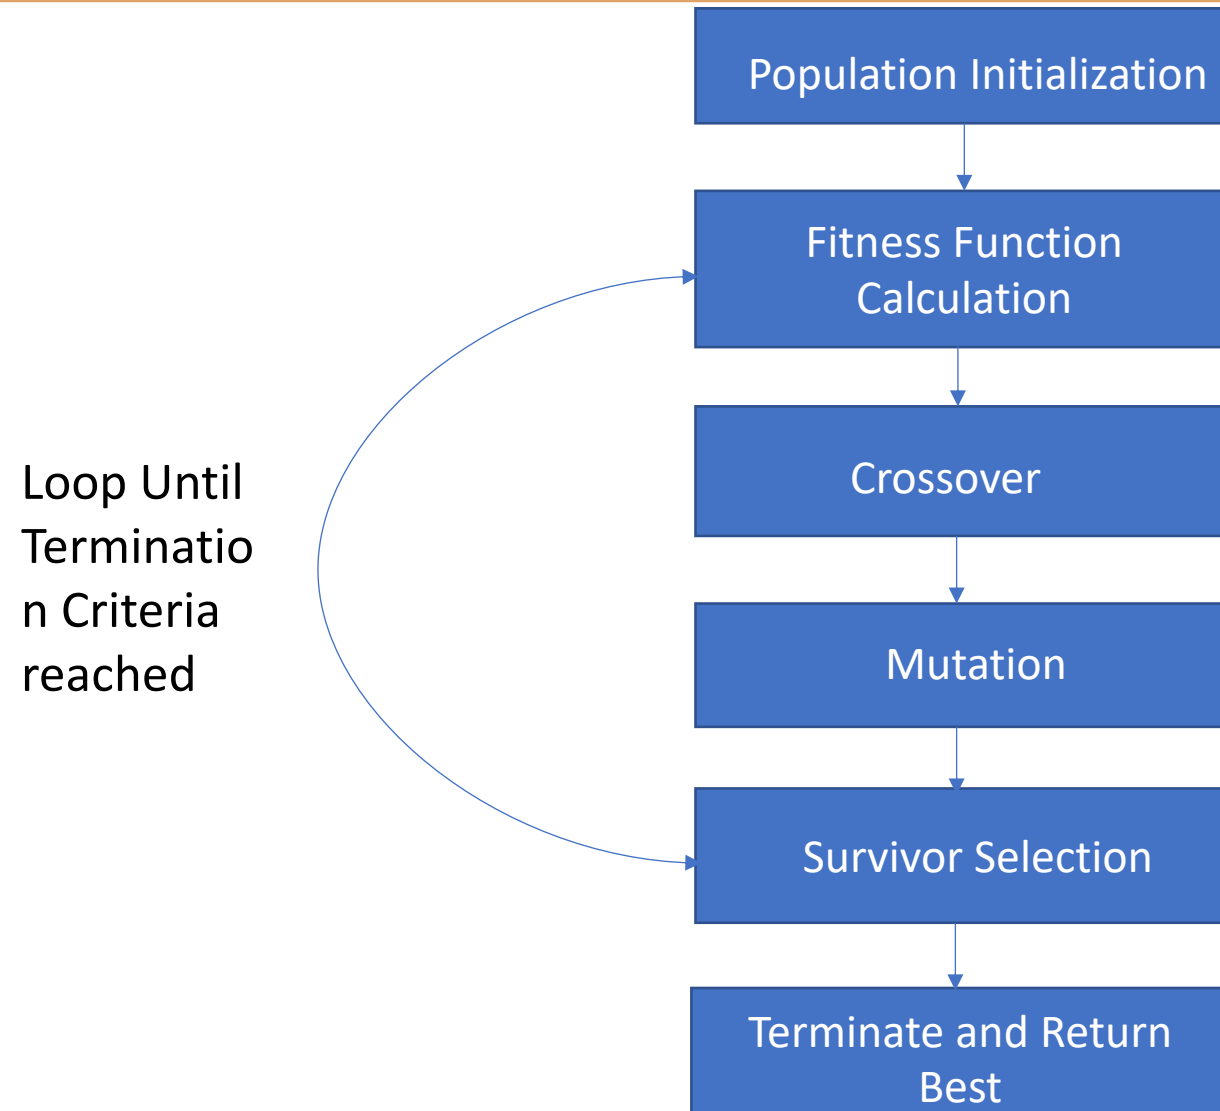 Population Initialization
Fitness Function
Calculation
Crossover
Loop Until
Terminatio
n Criteria
reached
Mutation
Survivor Selection
Terminate and Return
Best